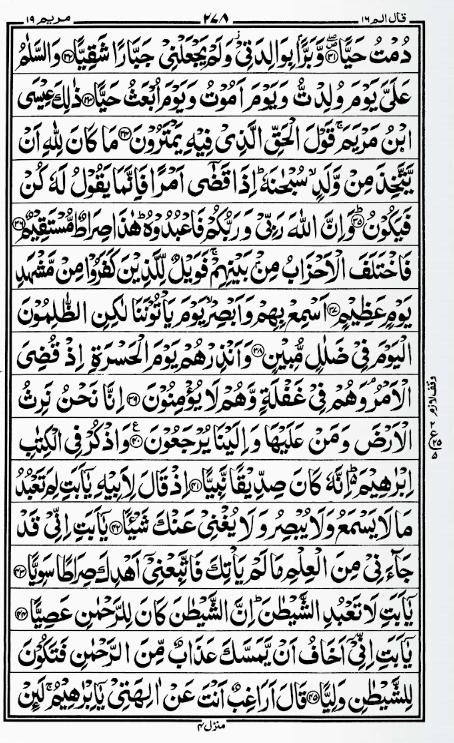 قال الم ١٦ ٢٧٨ مريم ١٩
دُمْتُ حَيًّا ﴿٣١﴾ وَّبَرًّۢا بِوَالِدَتِیْ وَلَمْ یَجْعَلْنِیْ جَبَّارًا شَقِیًّا ﴿٣٢﴾ وَالسَّلٰمُ
عَلَیَّ یَوْمَ وُلِدْتُّ وَیَوْمَ اَمُوْتُ وَیَوْمَ اُبْعَثُ حَیًّا ﴿٣٣﴾ ذٰلِكَ عِیْسَی
ابْنُ مَرْیَمَ ۚ قَوْلَ الْحَقِّ الَّذِیْ فِیْهِ یَمْتَرُوْنَ ﴿٣٤﴾ مَا كَانَ لِلّٰهِ اَنْ
یَّتَّخِذَ مِنْ وَّلَدٍ ۙ سُبْحٰنَهٗ ؕ اِذَا قَضٰۤی اَمْرًا فَاِنَّمَا یَقُوْلُ لَهٗ كُنْ
فَیَكُوْنُ ﴿٣٥﴾ وَاِنَّ اللّٰهَ رَبِّیْ وَرَبُّكُمْ فَاعْبُدُوْهُ ؕ هٰذَا صِرَاطٌ مُّسْتَقِیْمٌ ﴿٣٦﴾
فَاخْتَلَفَ الْاَحْزَابُ مِنْۢ بَیْنِهِمْ ۚ فَوَیْلٌ لِّلَّذِیْنَ كَفَرُوْا مِنْ مَّشْهَدِ
یَوْمٍ عَظِیْمٍ ﴿٣٧﴾ اَسْمِعْ بِهِمْ وَاَبْصِرْ ۙ یَوْمَ یَاْتُوْنَنَا لٰكِنِ الظّٰلِمُوْنَ
الْیَوْمَ فِیْ ضَلٰلٍ مُّبِیْنٍ ﴿٣٨﴾ وَاَنْذِرْهُمْ یَوْمَ الْحَسْرَةِ اِذْ قُضِیَ
الْاَمْرُ ۘ وَهُمْ فِیْ غَفْلَةٍ وَّهُمْ لَا یُؤْمِنُوْنَ ﴿٣٩﴾ اِنَّا نَحْنُ نَرِثُ
الْاَرْضَ وَمَنْ عَلَیْهَا وَاِلَیْنَا یُرْجَعُوْنَ ﴿٤٠﴾ وَاذْكُرْ فِی الْكِتٰبِ
اِبْرٰهِیْمَ ؕ۬ اِنَّهٗ كَانَ صِدِّیْقًا نَّبِیًّا ﴿٤١﴾ اِذْ قَالَ لِاَبِیْهِ یٰۤاَبَتِ لِمَ تَعْبُدُ
مَا لَا یَسْمَعُ وَلَا یُبْصِرُ وَلَا یُغْنِیْ عَنْكَ شَیْـًٔا ﴿٤٢﴾ یٰۤاَبَتِ اِنِّیْ قَدْ
جَآءَنِیْ مِنَ الْعِلْمِ مَا لَمْ یَاْتِكَ فَاتَّبِعْنِیْۤ اَهْدِكَ صِرَاطًا سَوِیًّا ﴿٤٣﴾
یٰۤاَبَتِ لَا تَعْبُدِ الشَّیْطٰنَ ؕ اِنَّ الشَّیْطٰنَ كَانَ لِلرَّحْمٰنِ عَصِیًّا ﴿٤٤﴾
یٰۤاَبَتِ اِنِّیْۤ اَخَافُ اَنْ یَّمَسَّكَ عَذَابٌ مِّنَ الرَّحْمٰنِ فَتَكُوْنَ
لِلشَّیْطٰنِ وَلِیًّا ﴿٤٥﴾ قَالَ اَرَاغِبٌ اَنْتَ عَنْ اٰلِهَتِیْ یٰۤاِبْرٰهِیْمُ ۚ لَىِٕنْ
منزل ٤
وقف لازم